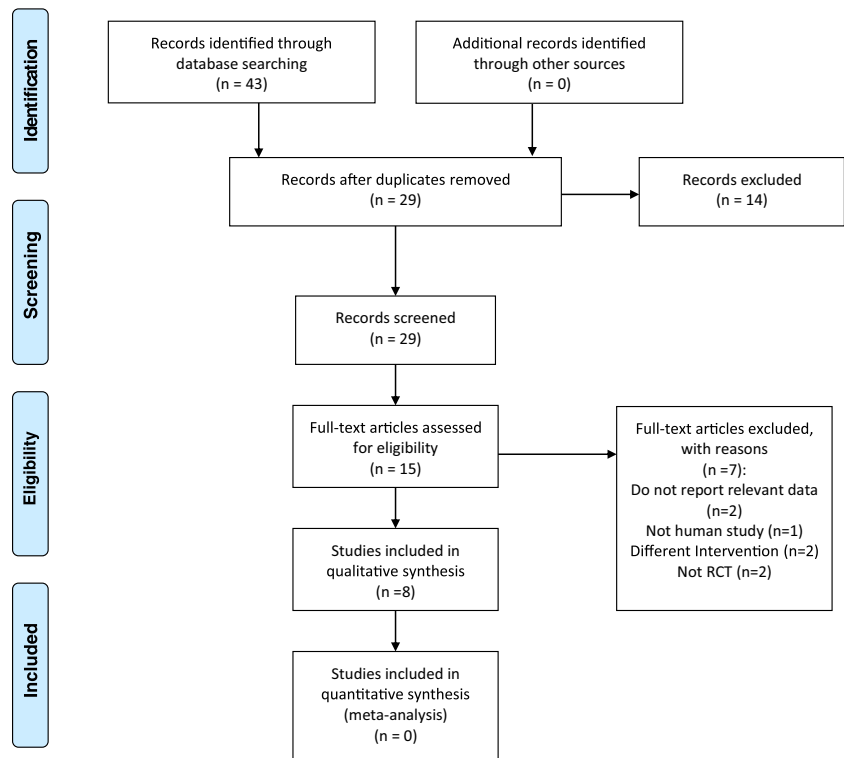 Identification
Records identified through
database searching
(n = 43)
Additional records identified
through other sources
(n = 0)
Records after duplicates removed
(n = 29)
Records excluded
(n = 14)
Screening
Records screened
(n = 29)
Eligibility
Full-text articles assessed
for eligibility
(n = 15)
Full-text articles excluded,
with reasons
(n =7):
Do not report relevant data
(n=2)
Not human study (n=1)
Different Intervention (n=2)
Not RCT (n=2)
Studies included in
qualitative synthesis
(n =8)
Included
Studies included in
quantitative synthesis
(meta-analysis)
(n = 0)